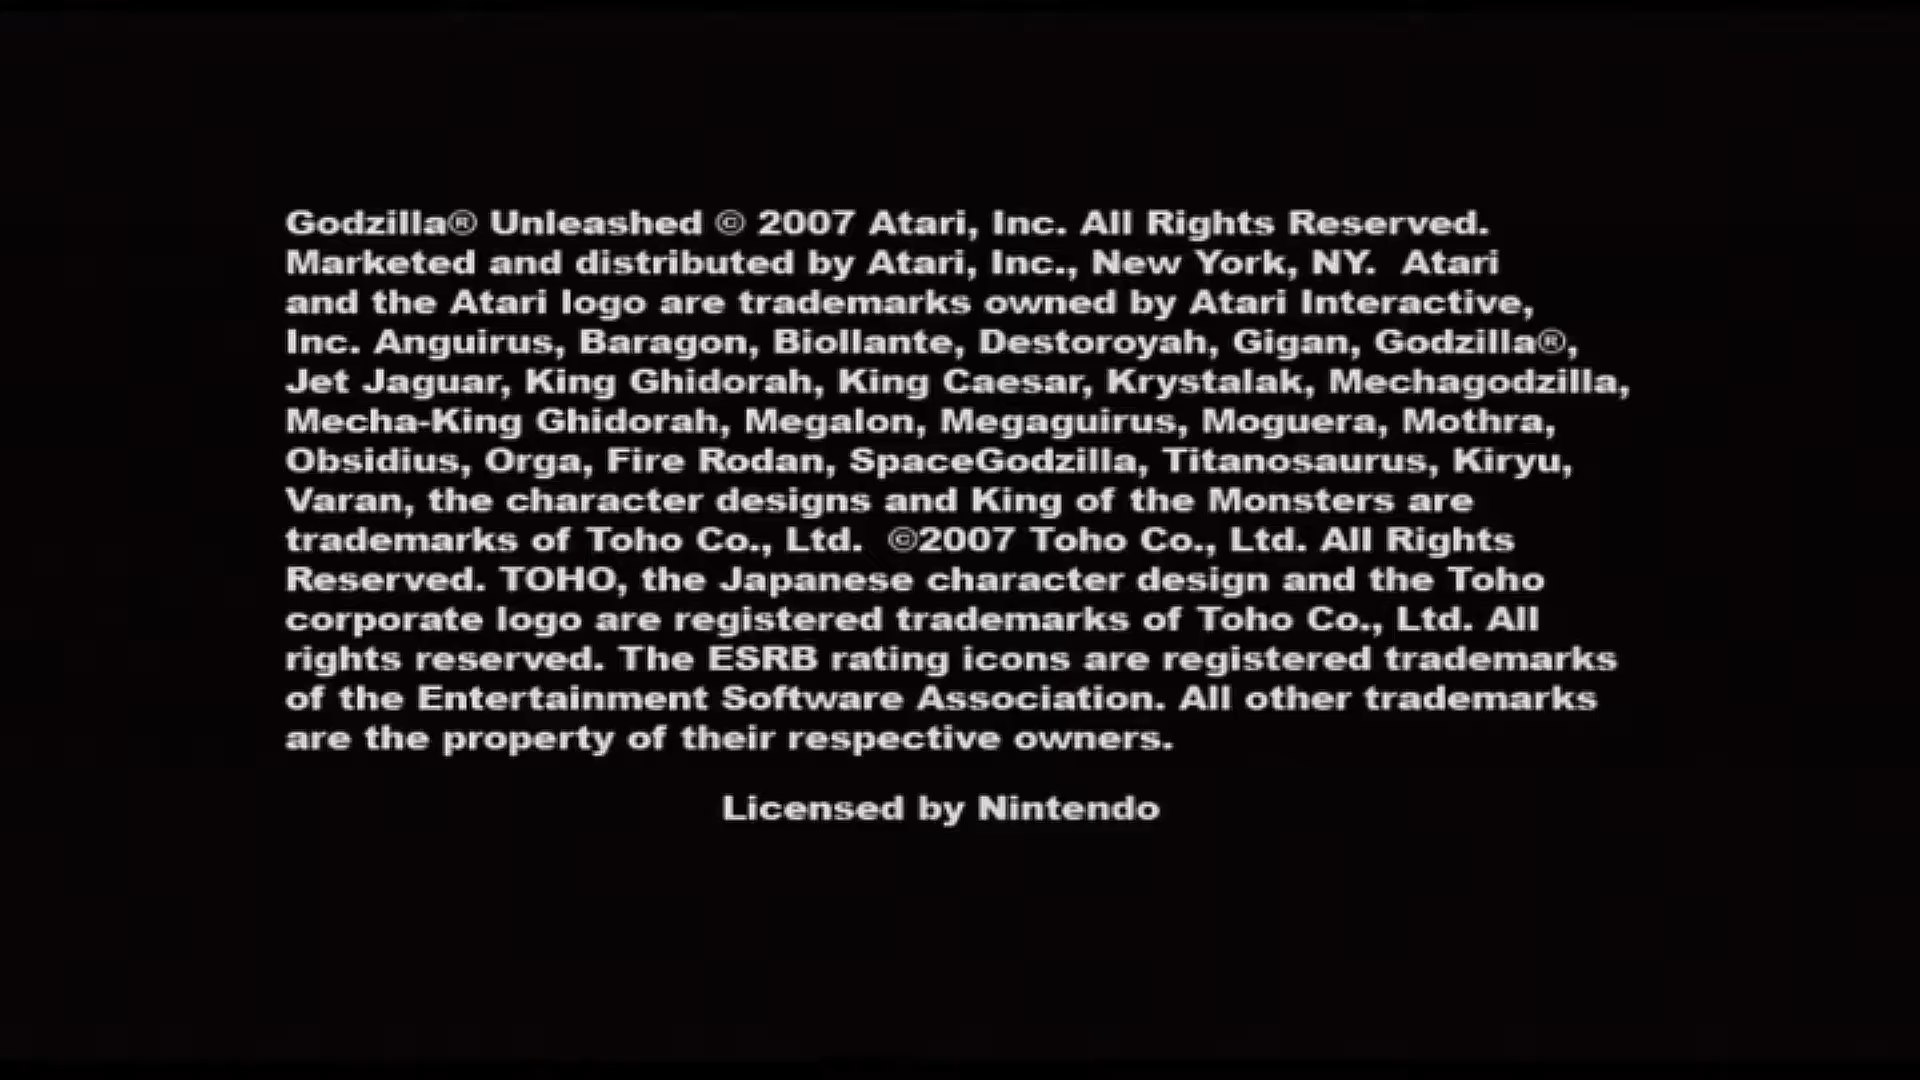 Godzilla® Unleashed © 2007 Atari, Inc. All Rights Reserved.
Marketed and distributed by Atari, Inc., New York, NY.  Atari
and the Atari logo are trademarks owned by Atari Interactive,
Inc. Anguirus, Baragon, Biollante, Destoroyah, Gigan, Godzilla®,
Jet Jaguar, King Ghidorah, King Caesar, Krystalak, Mechagodzilla,
Mecha-King Ghidorah, Megalon, Megaguirus, Moguera, Mothra,
Obsidius, Orga, Fire Rodan, SpaceGodzilla, Titanosaurus, Kiryu,
Varan, the character designs and King of the Monsters are
trademarks of Toho Co., Ltd.  ©2007 Toho Co., Ltd. All Rights
Reserved. TOHO, the Japanese character design and the Toho
corporate logo are registered trademarks of Toho Co., Ltd. All
rights reserved. The ESRB rating icons are registered trademarks
of the Entertainment Software Association. All other trademarks
are the property of their respective owners.
Licensed by Nintendo